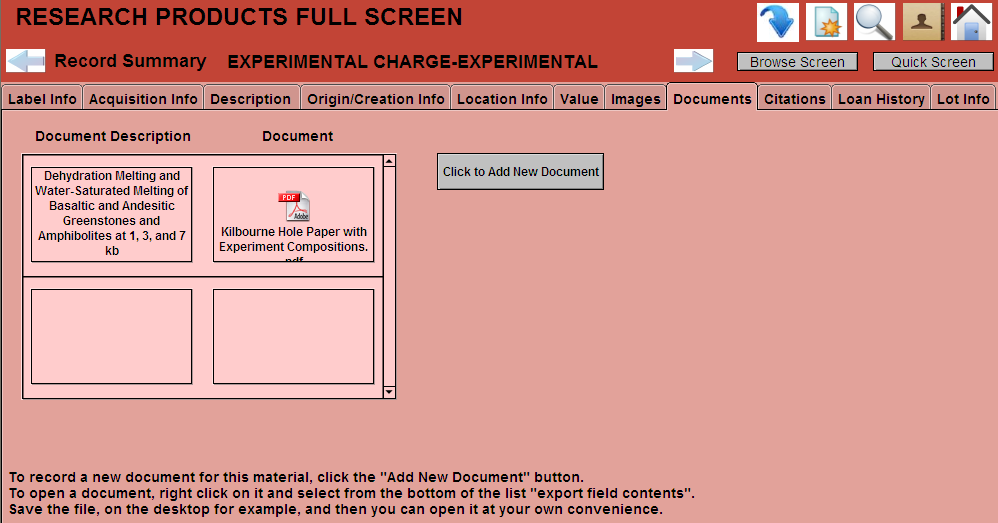 RESEARCH PRODUCTS FULL SCREEN
Record Summary EXPERIMENTAL CHARGE-EXPERIMENTAL Browse Screen Quick Screen
Label Info Acquisition Info Description Origin/Creation Info Location Info Value Images Documents Citations Loan History Lot Info
Document Description Document
Dehydration Melting and
Water-Saturated Melting of
Basaltic and Andesitic
Greenstones and
Amphibolites at 1, 3, and 7
kb
PDF
Adobe
Kilbourne Hole Paper with
Experiment Compositions.
pdf
Click to Add New Document
To record a new document for this material, click the "Add New Document" button.
To open a document, right click on it and select from the bottom of the list "export field contents".
Save the file, on the desktop for example, and then you can open it at your own convenience.